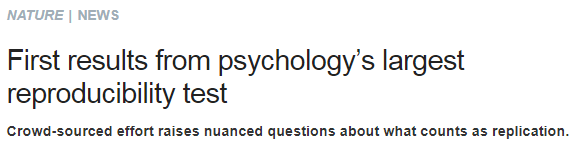 NATURE | NEWS
First results from psychology’s largest
reproducibility test
Crowd-sourced effort raises nuanced questions about what counts as replication.